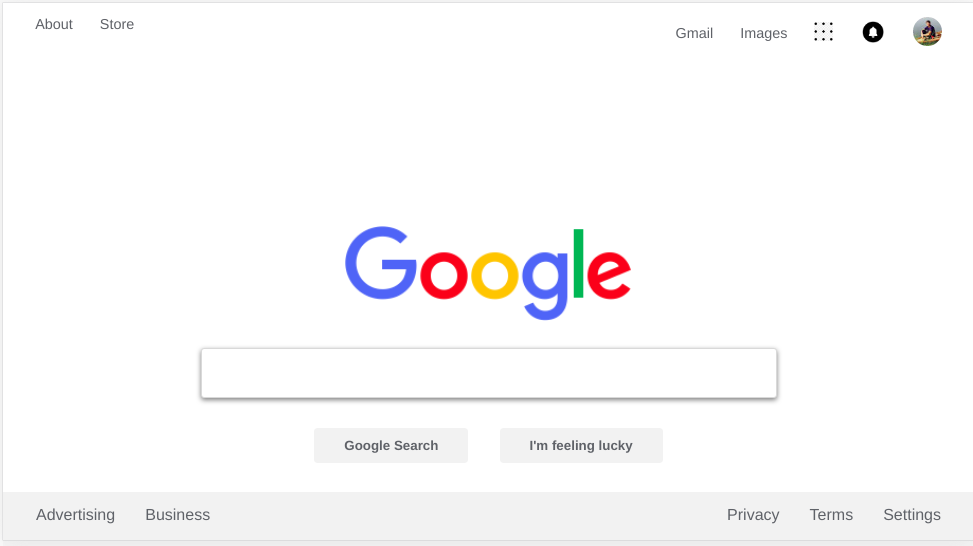 About Store
Gmail Images
Google
Google Search I'm feeling lucky
Advertising Business Privacy Terms Settings